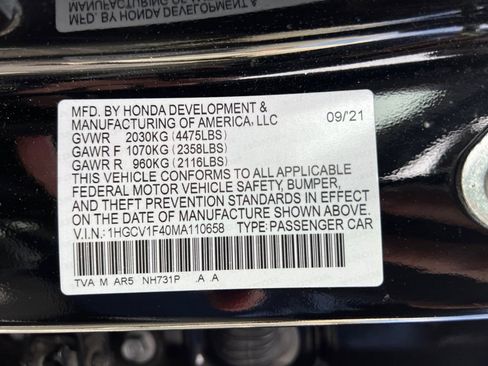 MFD. BY HONDA DEVELOPMENT &
MANUFACTURING OF AMERICA, LLC 09/21
GVWR 2030KG (4475LBS)
GAWR F 1070KG (2358LBS)
GAWR R 960KG (2116LBS)
THIS VEHICLE CONFORMS TO ALL APPLICABLE
FEDERAL MOTOR VEHICLE SAFETY, BUMPER,
AND THEFT PREVENTION STANDARDS IN EFFECT
ON THE DATE OF MANUFACTURE SHOWN ABOVE.
V.I.N.: 1HGCV1F40MA110658 TYPE: PASSENGER CAR
TVA M AR5 NH731P .A A